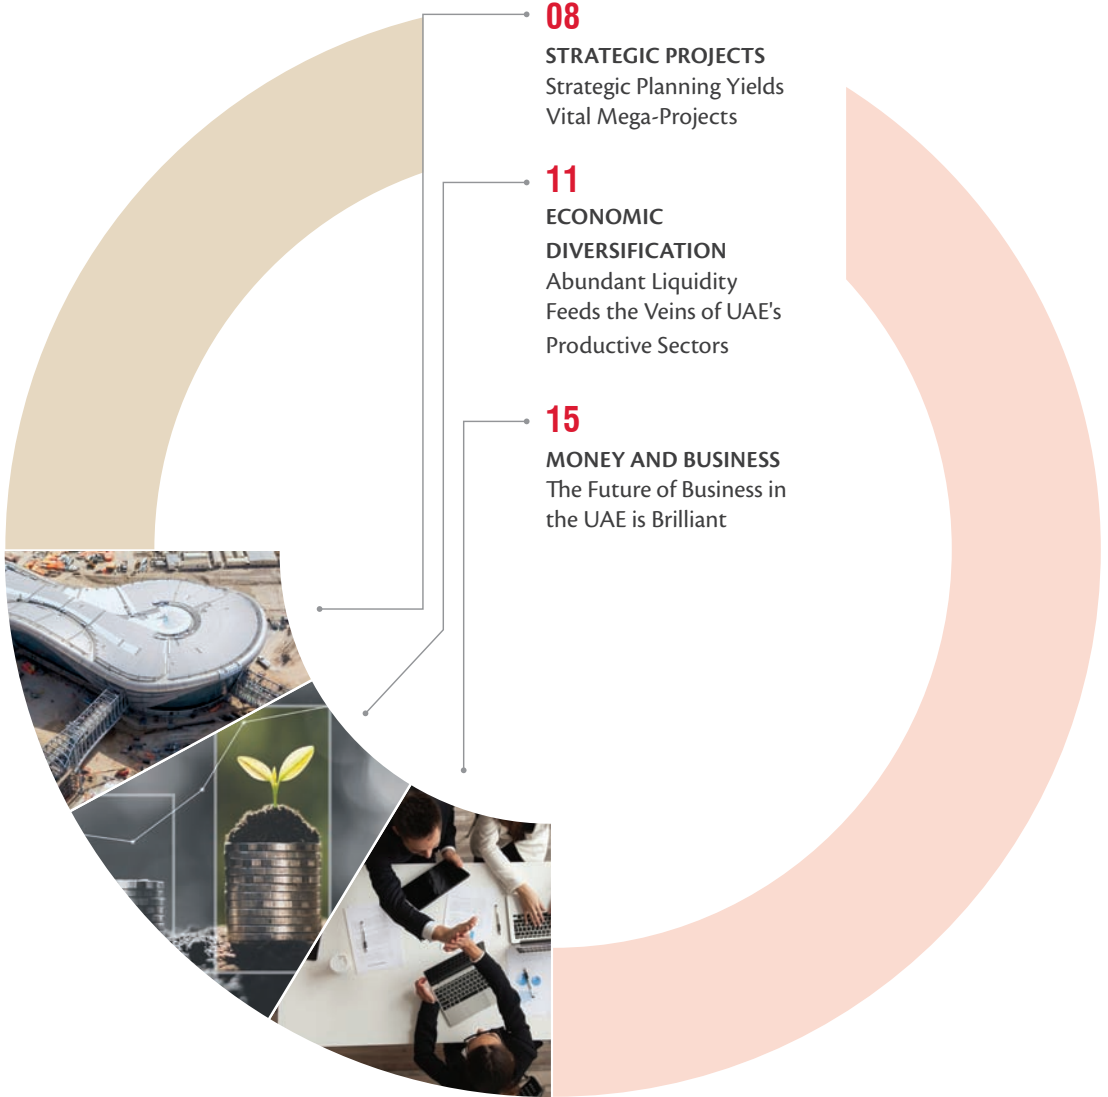 08
STRATEGIC PROJECTS
Strategic Planning Yields
Vital Mega-Projects
11
ECONOMIC
DIVERSIFICATION
Abundant Liquidity
Feeds the Veins of UAE's
Productive Sectors
15
MONEY AND BUSINESS
The Future of Business in
the UAE is Brilliant